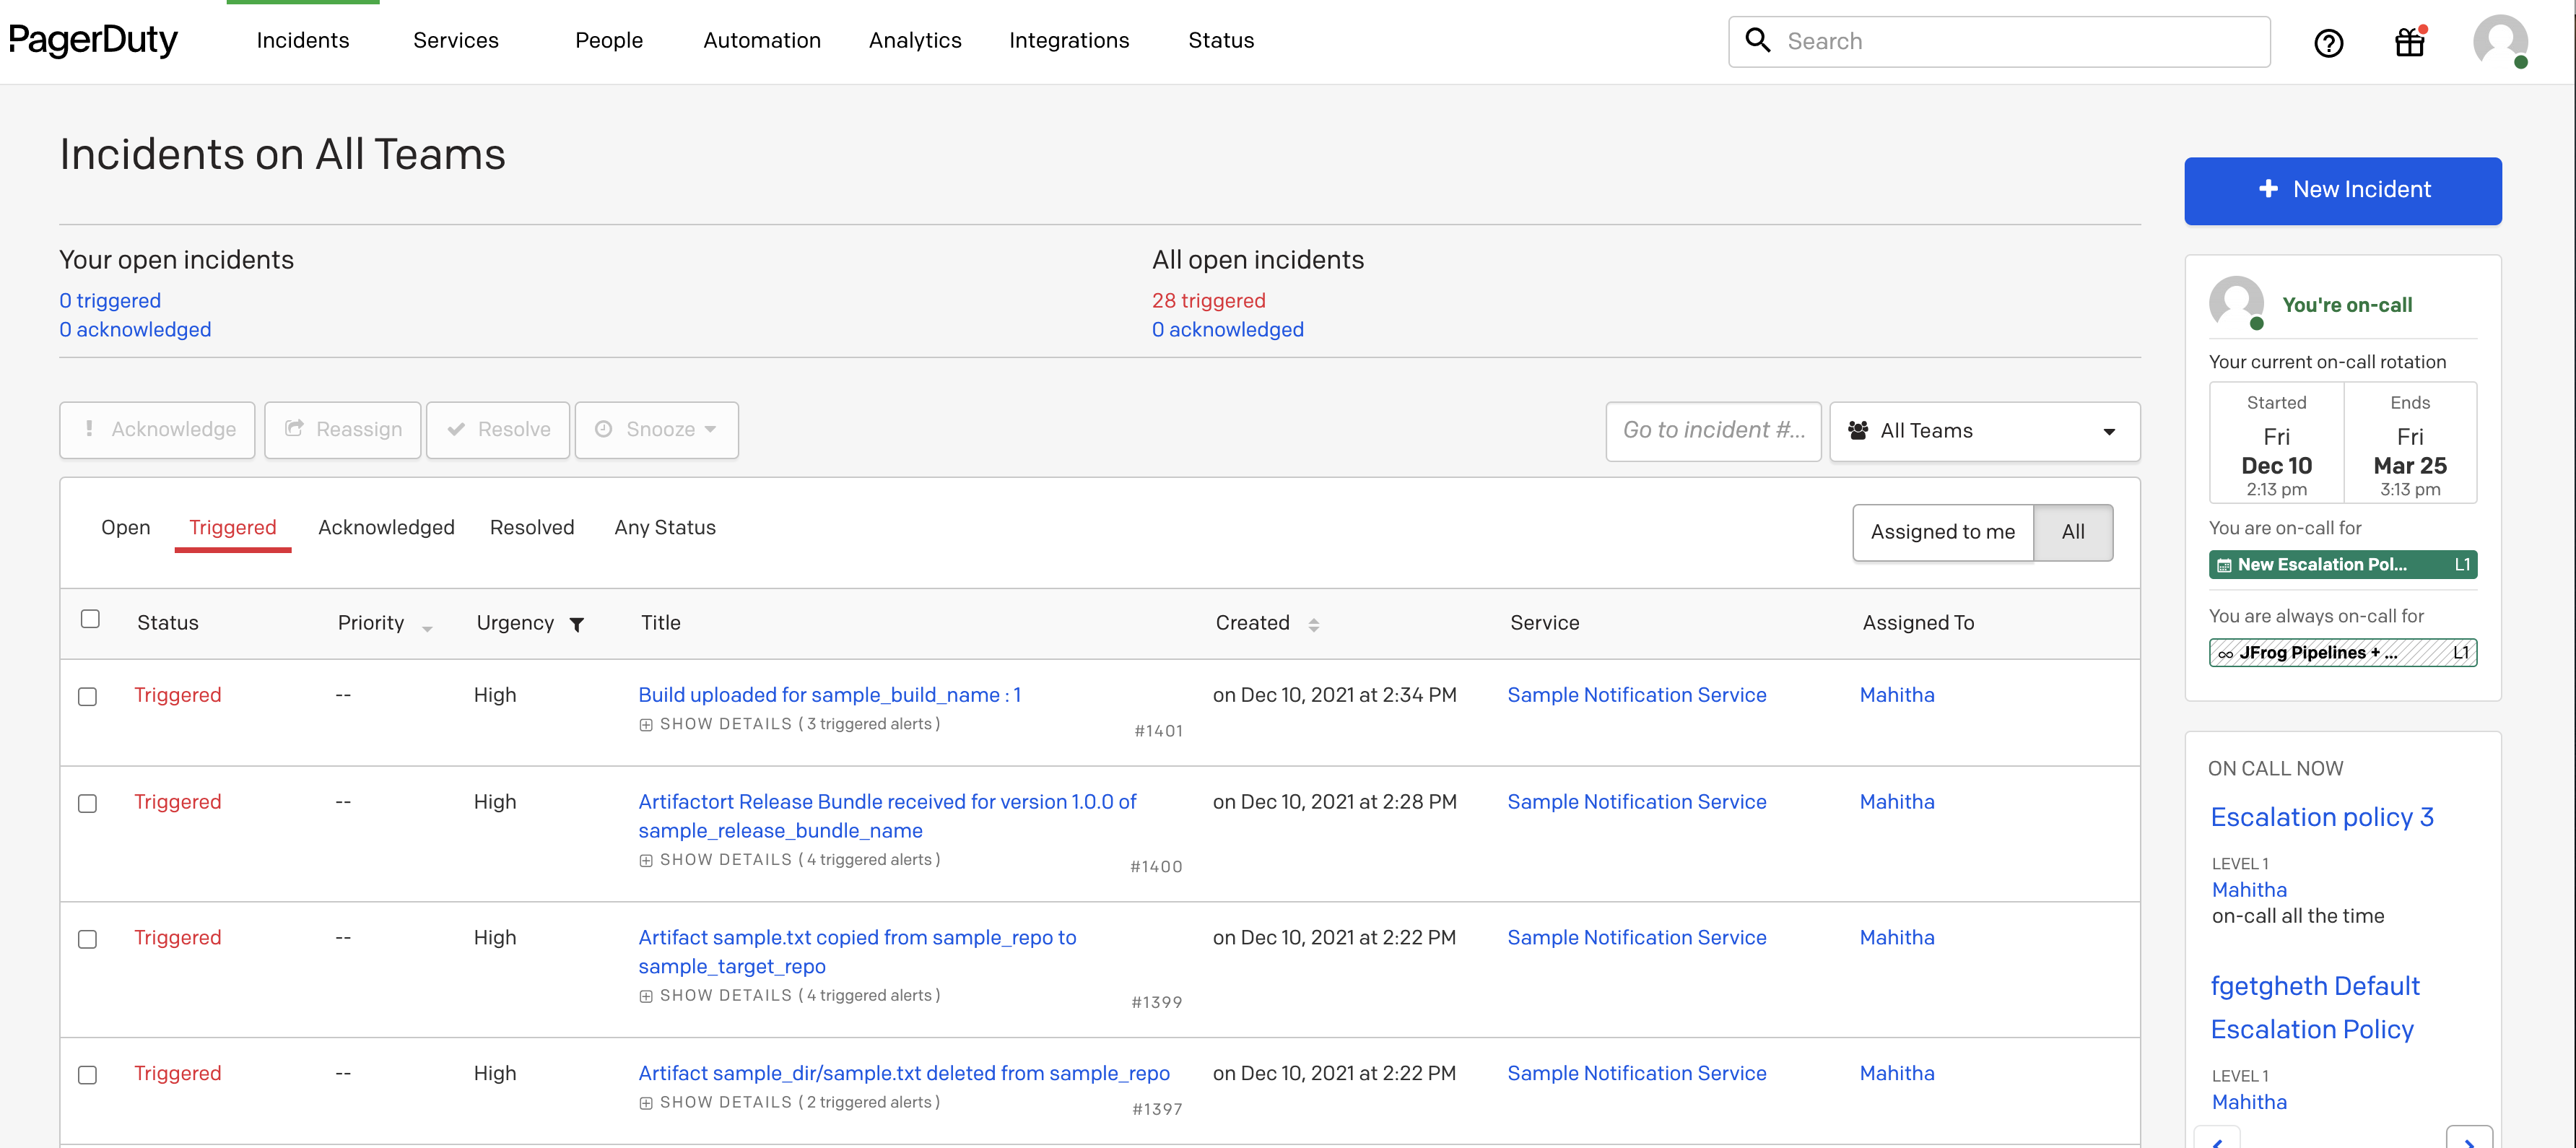 PagerDuty
Incidents Services People Automation Analytics Integrations Status
Search
Incidents on All Teams
New Incident
Your open incidents
0 triggered
0 acknowledged
All open incidents
28 triggered
0 acknowledged
Acknowledge Reassign Resolve Snooze
Go to incident #... All Teams
Open Triggered Acknowledged Resolved Any Status
Assigned to me All
Status Priority Urgency Title Created Service Assigned To
Triggered -- High Build uploaded for sample_build_name : 1 on Dec 10, 2021 at 2:34 PM Sample Notification Service Mahitha
SHOW DETAILS ( 3 triggered alerts )
#1401
Triggered -- High Artifactort Release Bundle received for version 1.0.0 of on Dec 10, 2021 at 2:28 PM Sample Notification Service Mahitha
sample_release_bundle_name
SHOW DETAILS ( 4 triggered alerts )
#1400
Triggered -- High Artifact sample.txt copied from sample_repo to on Dec 10, 2021 at 2:22 PM Sample Notification Service Mahitha
sample_target_repo
SHOW DETAILS ( 4 triggered alerts )
#1399
Triggered -- High Artifact sample_dir/sample.txt deleted from sample_repo on Dec 10, 2021 at 2:22 PM Sample Notification Service Mahitha
SHOW DETAILS ( 2 triggered alerts )
#1397
You're on-call
Your current on-call rotation
Started Ends
Fri Fri
Dec 10 Mar 25
2:13 pm 3:13 pm
You are on-call for
New Escalation Pol... L1
You are always on-call for
JFrog Pipelines + ... L1
ON CALL NOW
Escalation policy 3
LEVEL 1
Mahitha
on-call all the time
fgetgheth Default
Escalation Policy
LEVEL 1
Mahitha